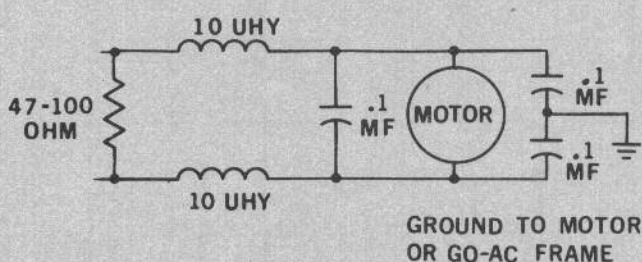 10 UHY
47-100
OHM
.1
MF
MOTOR
.1
MF
.1
MF
10 UHY
GROUND TO MOTOR
OR GO-AC FRAME